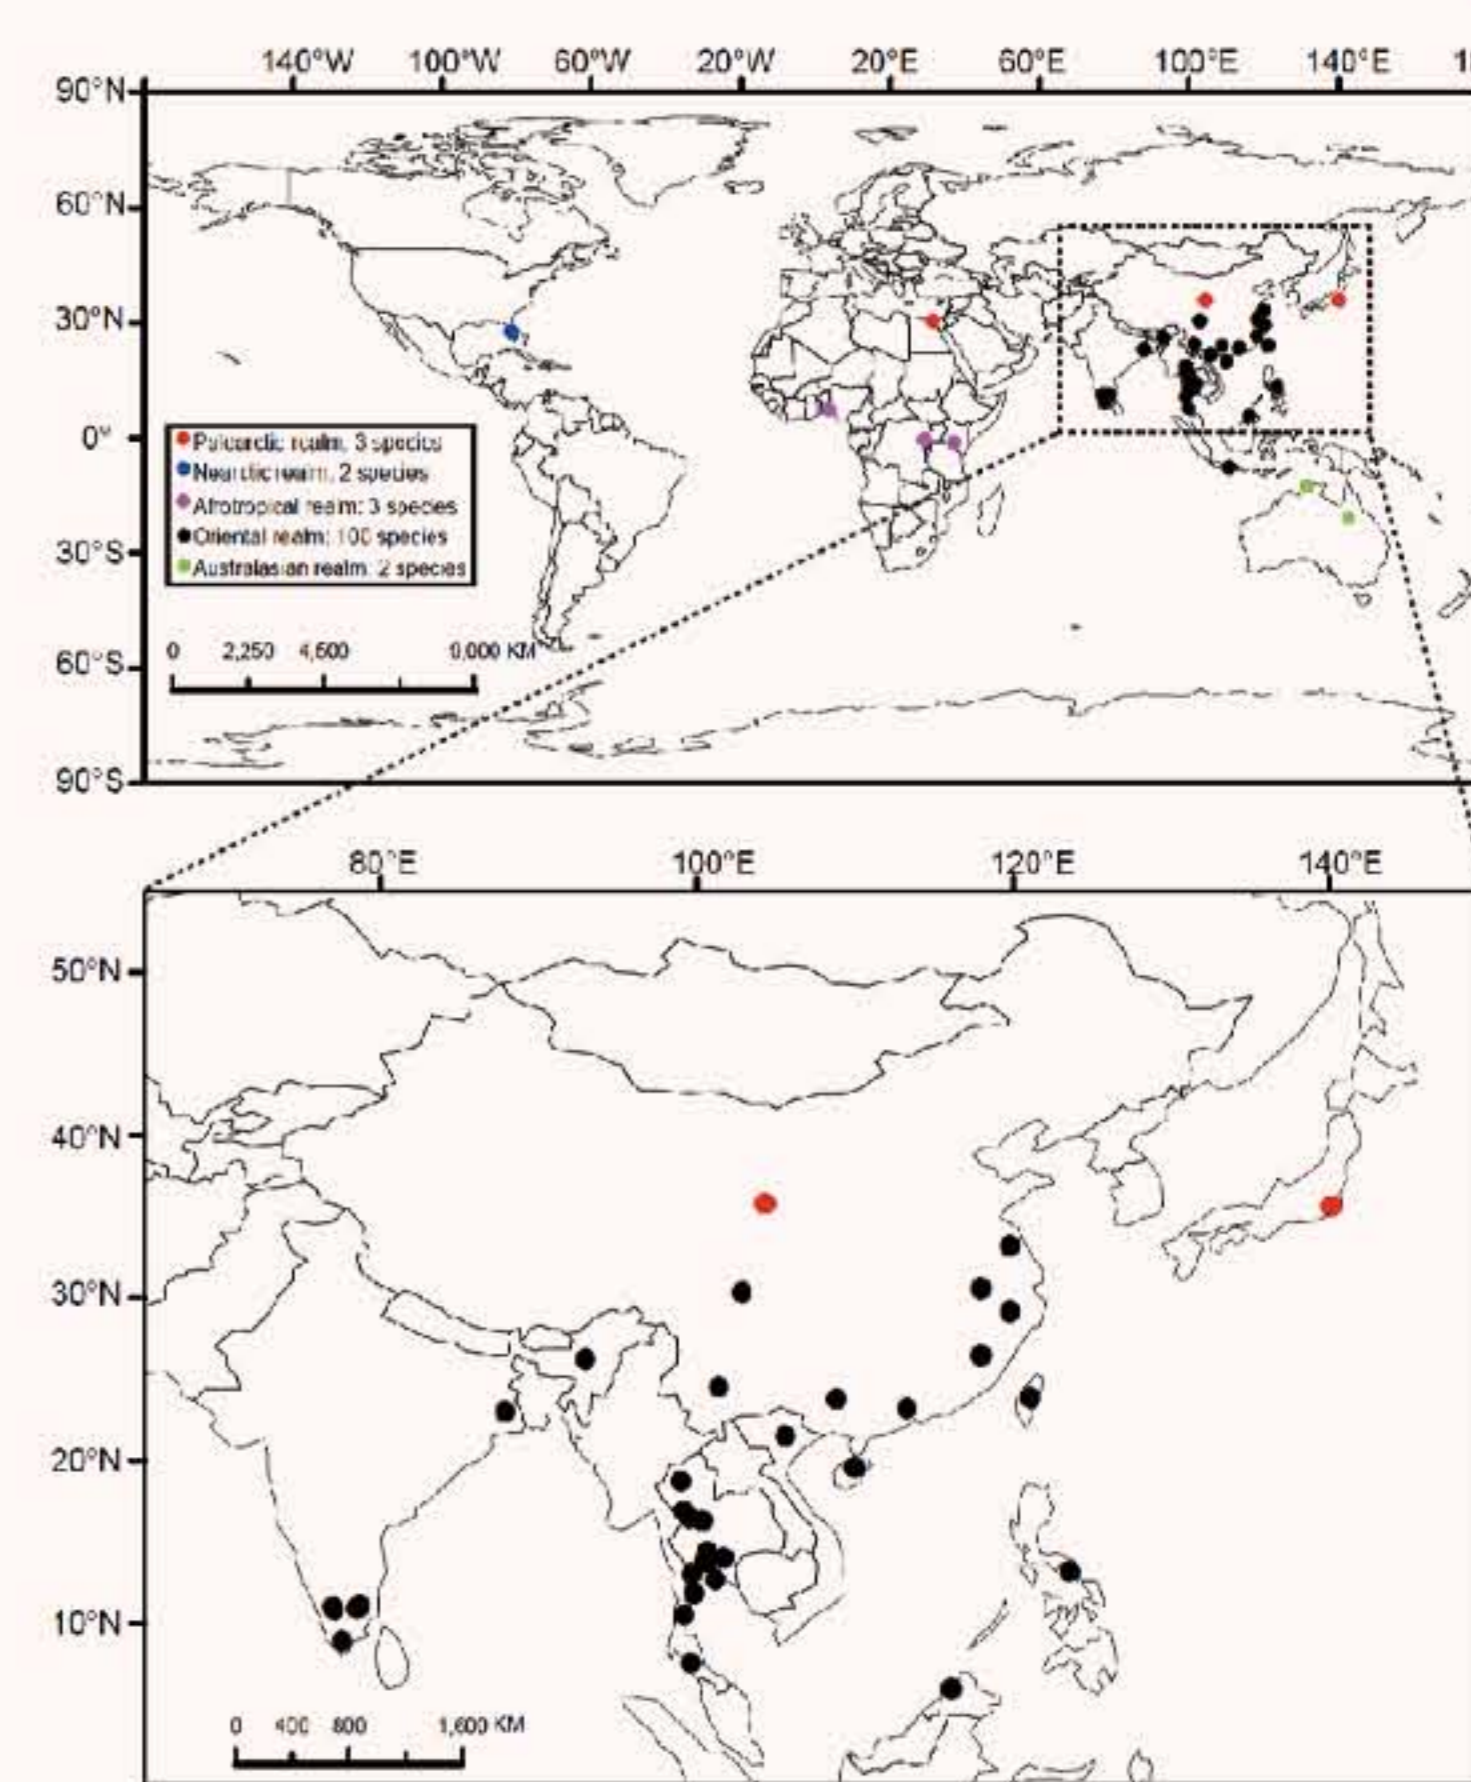 140°W 100°W 60°W 20°W 20°E 60°E 100°E 140°E
90°N
60°N
30°N
0°
30°S
60°S
90°S
Palearctic realm, 3 species
Nearctic realm, 2 species
Afrotropical realm: 3 species
Oriental realm: 100 species
Australasian realm: 2 species
0 2,250 4,500 9,000 KM
80°E 100°E 120°E 140°E
50°N
40°N
30°N
20°N
10°N
0 400 800 1,600 KM